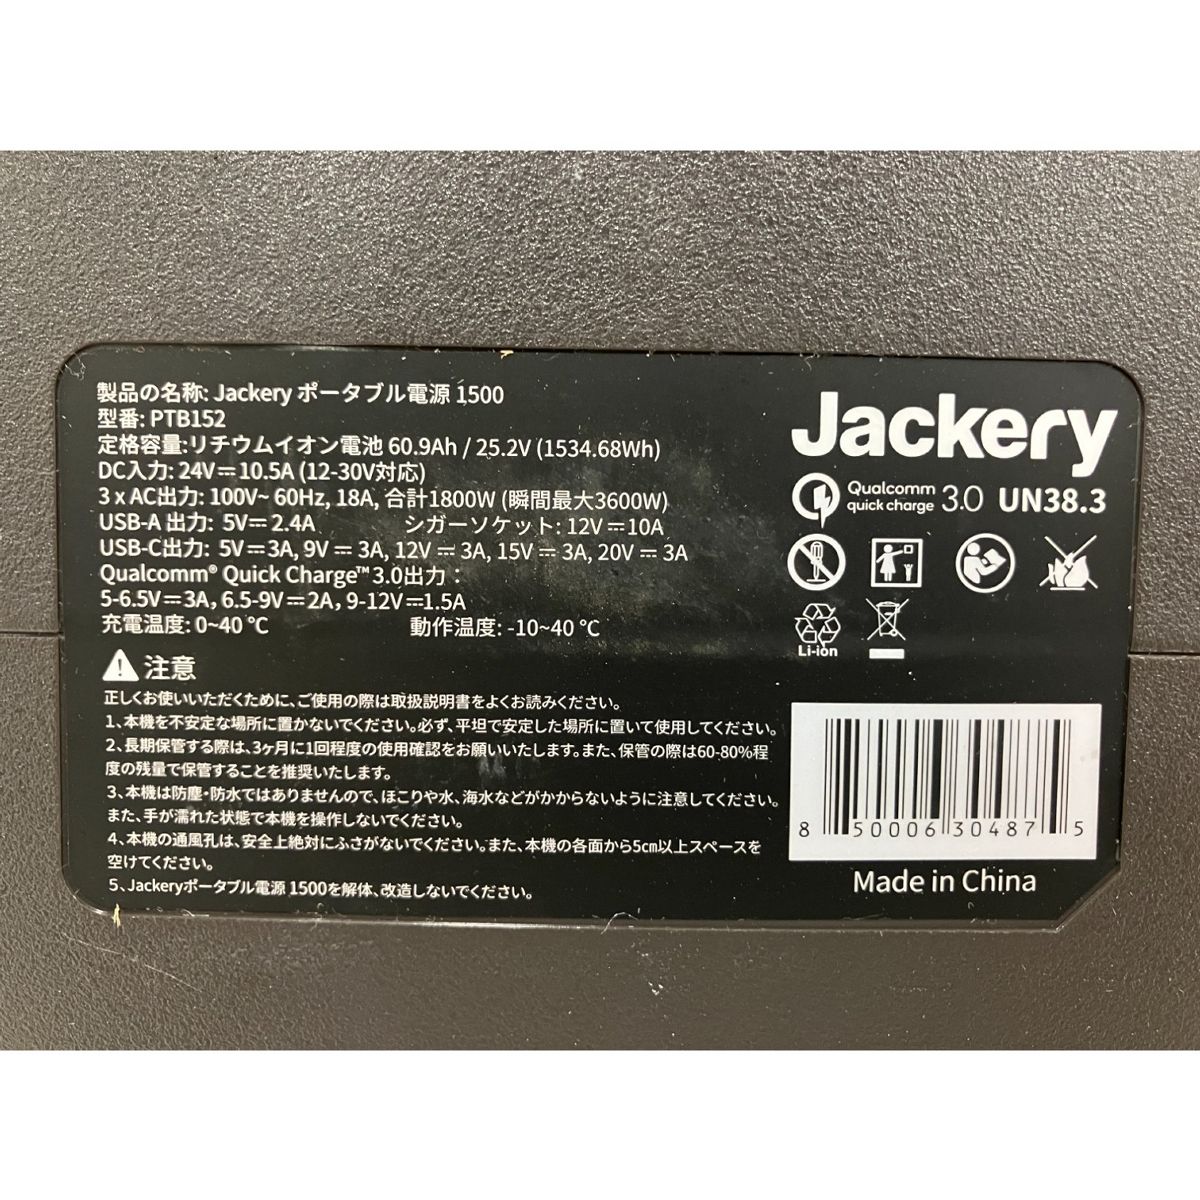 製品の名称: Jackery ポータブル電源 1500
型番: PTB152
定格容量:リチウムイオン電池 60.9Ah / 25.2V (1534.68Wh)
DC入力: 24V⎓10.5A (12-30V対応)
3 x AC出力: 100V~ 60Hz, 18A, 合計1800W (瞬間最大3600W)
USB-A 出力: 5V⎓2.4A シガーソケット: 12V⎓10A
USB-C出力: 5V⎓3A, 9V⎓3A, 12V⎓3A, 15V⎓3A, 20V⎓3A
Qualcomm® Quick Charge™ 3.0出力：
5-6.5V⎓3A, 6.5-9V⎓2A, 9-12V⎓1.5A
充電温度: 0~40 ℃ 動作温度: -10~40 ℃
注意
正しくお使いいただくために、ご使用の際は取扱説明書をよくお読みください。
1、本機を不安定な場所に置かないでください。必ず、平坦で安定した場所に置いて使用してください。
2、長期保管する際は、3ヶ月に1回程度の使用確認をお願いいたします。また、保管の際は60-80%程
度の残量で保管することを推奨いたします。
3、本機は防塵・防水ではありませんので、ほこりや水、海水などがかからないように注意してください。
また、手が濡れた状態で本機を操作しないでください。
4、本機の通風孔は、安全上絶対にふさがないでください。また、本機の各面から5cm以上スペースを
空けてください。
5、Jackeryポータブル電源 1500を解体、改造しないでください。
Jackery
Qualcomm
quick charge 3.0 UN38.3
Li-ion
8 50006 30487 5
Made in China